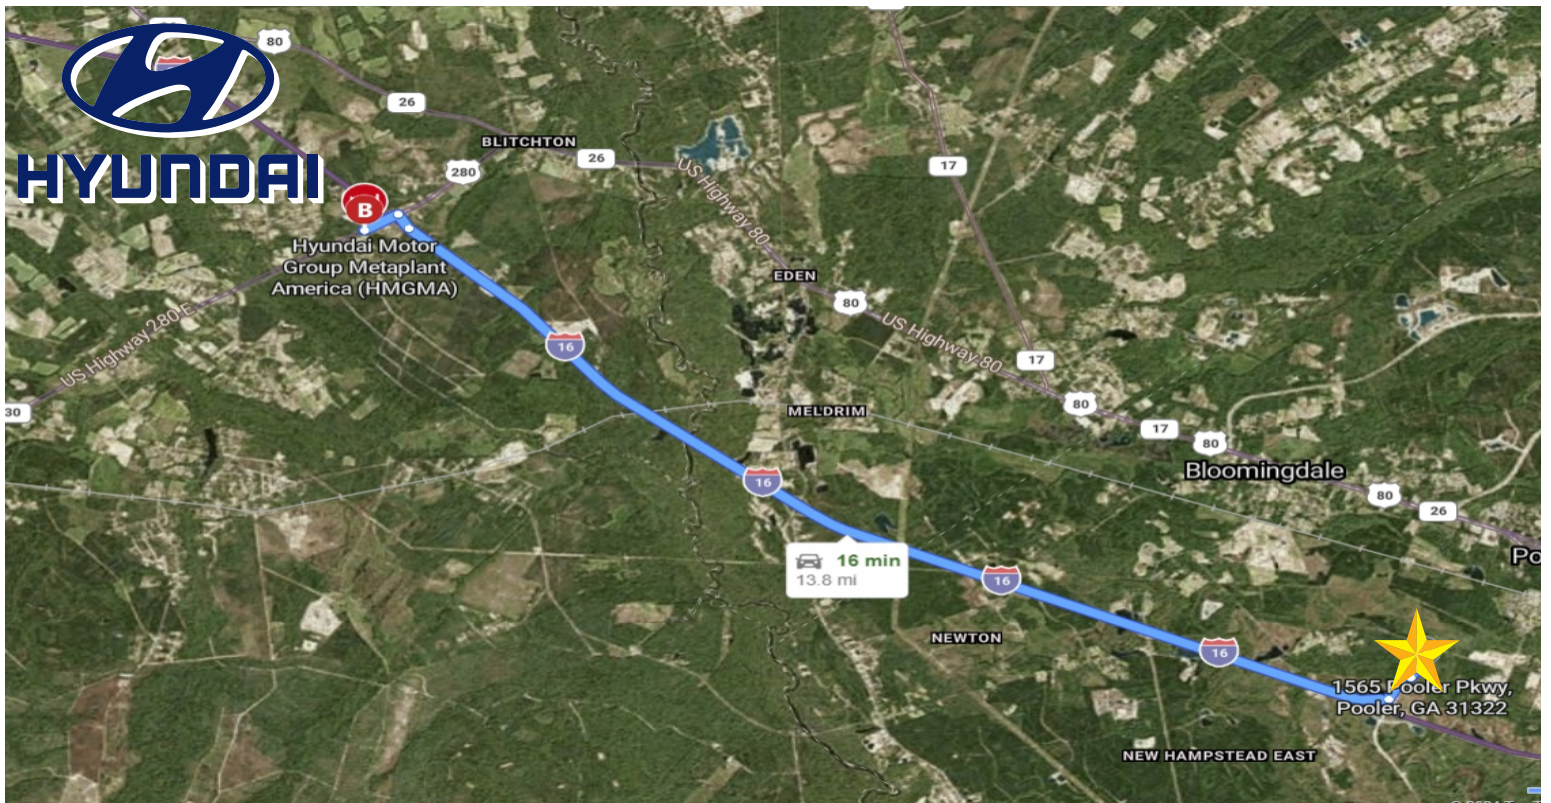 80
26
BLITCHTON
26
280
17
HYUNDAI
US Highway 80
B
Hyundai Motor
Group Metaplant
America (HMGMA)
EDEN
80
US Highway 280 E
US Highway 80
16
17
30
80
MELDRIM
17
80
Bloomingdale
16
80
26
Po
16 min
13.8 mi
16
NEWTON
16
1565 Pooler Pkwy,
Pooler, GA 31322
NEW HAMPSTEAD EAST